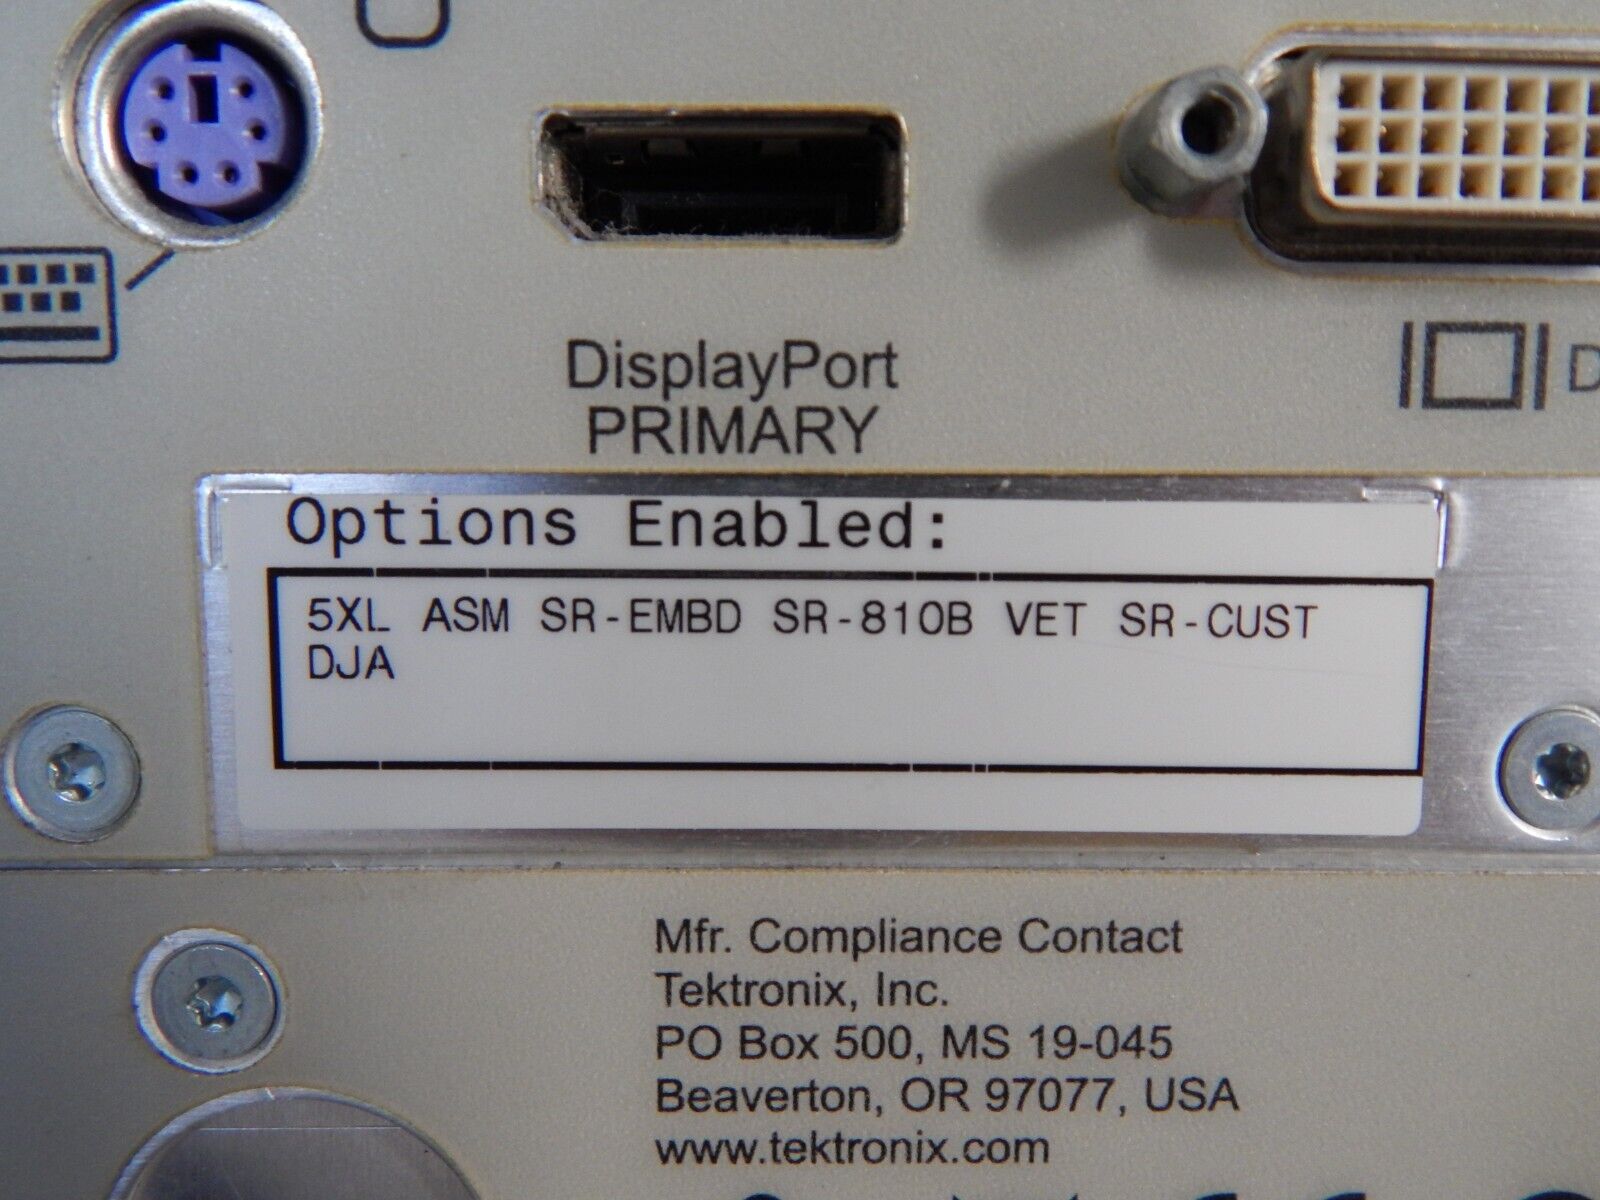 DisplayPort
PRIMARY
Options Enabled:
5XL ASM SR-EMBD SR-810B VET SR-CUST
DJA
Mfr. Compliance Contact
Tektronix, Inc.
PO Box 500, MS 19-045
Beaverton, OR 97077, USA
www.tektronix.com